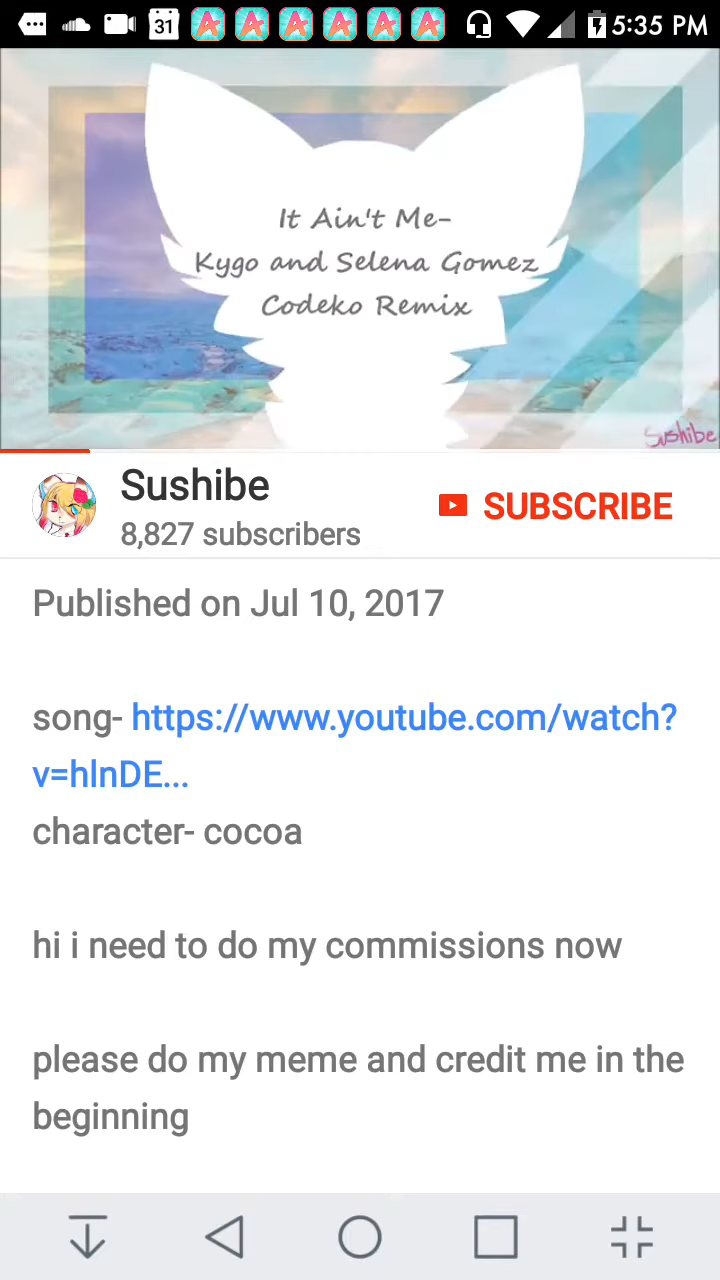 31
5:35 PM
It Ain't Me-
Kygo and Selena Gomez
Codeko Remix
Sushibe
Sushibe
8,827 subscribers
SUBSCRIBE
Published on Jul 10, 2017
song- https://www.youtube.com/watch?
v=hlnDE...
character- cocoa
hi i need to do my commissions now
please do my meme and credit me in the
beginning